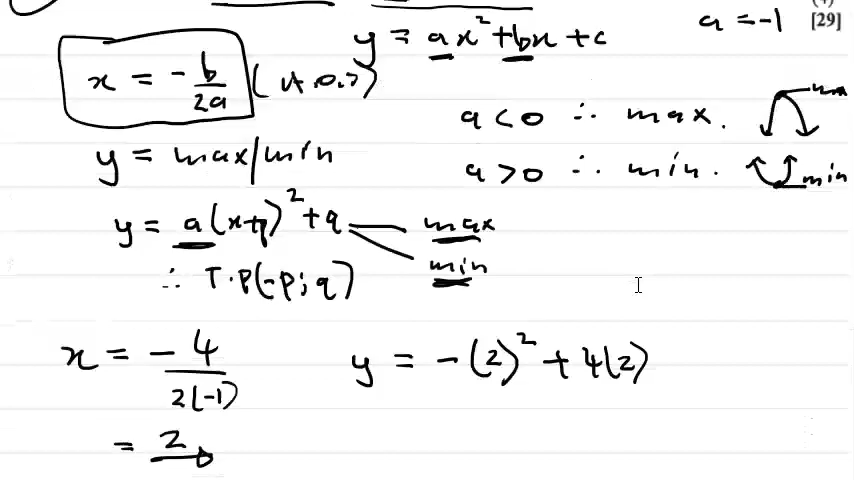 (4)
y = ax² + bx + c
a = -1 [29]
x = -b/2a (A.O.S)
a < 0 ∴ max. max
y = max/min
a > 0 ∴ min. min
y = a(x+p)² + q max
min
∴ T.P(-p; q)
x = -4/2(-1) y = -(2)² + 4(2)
= 2